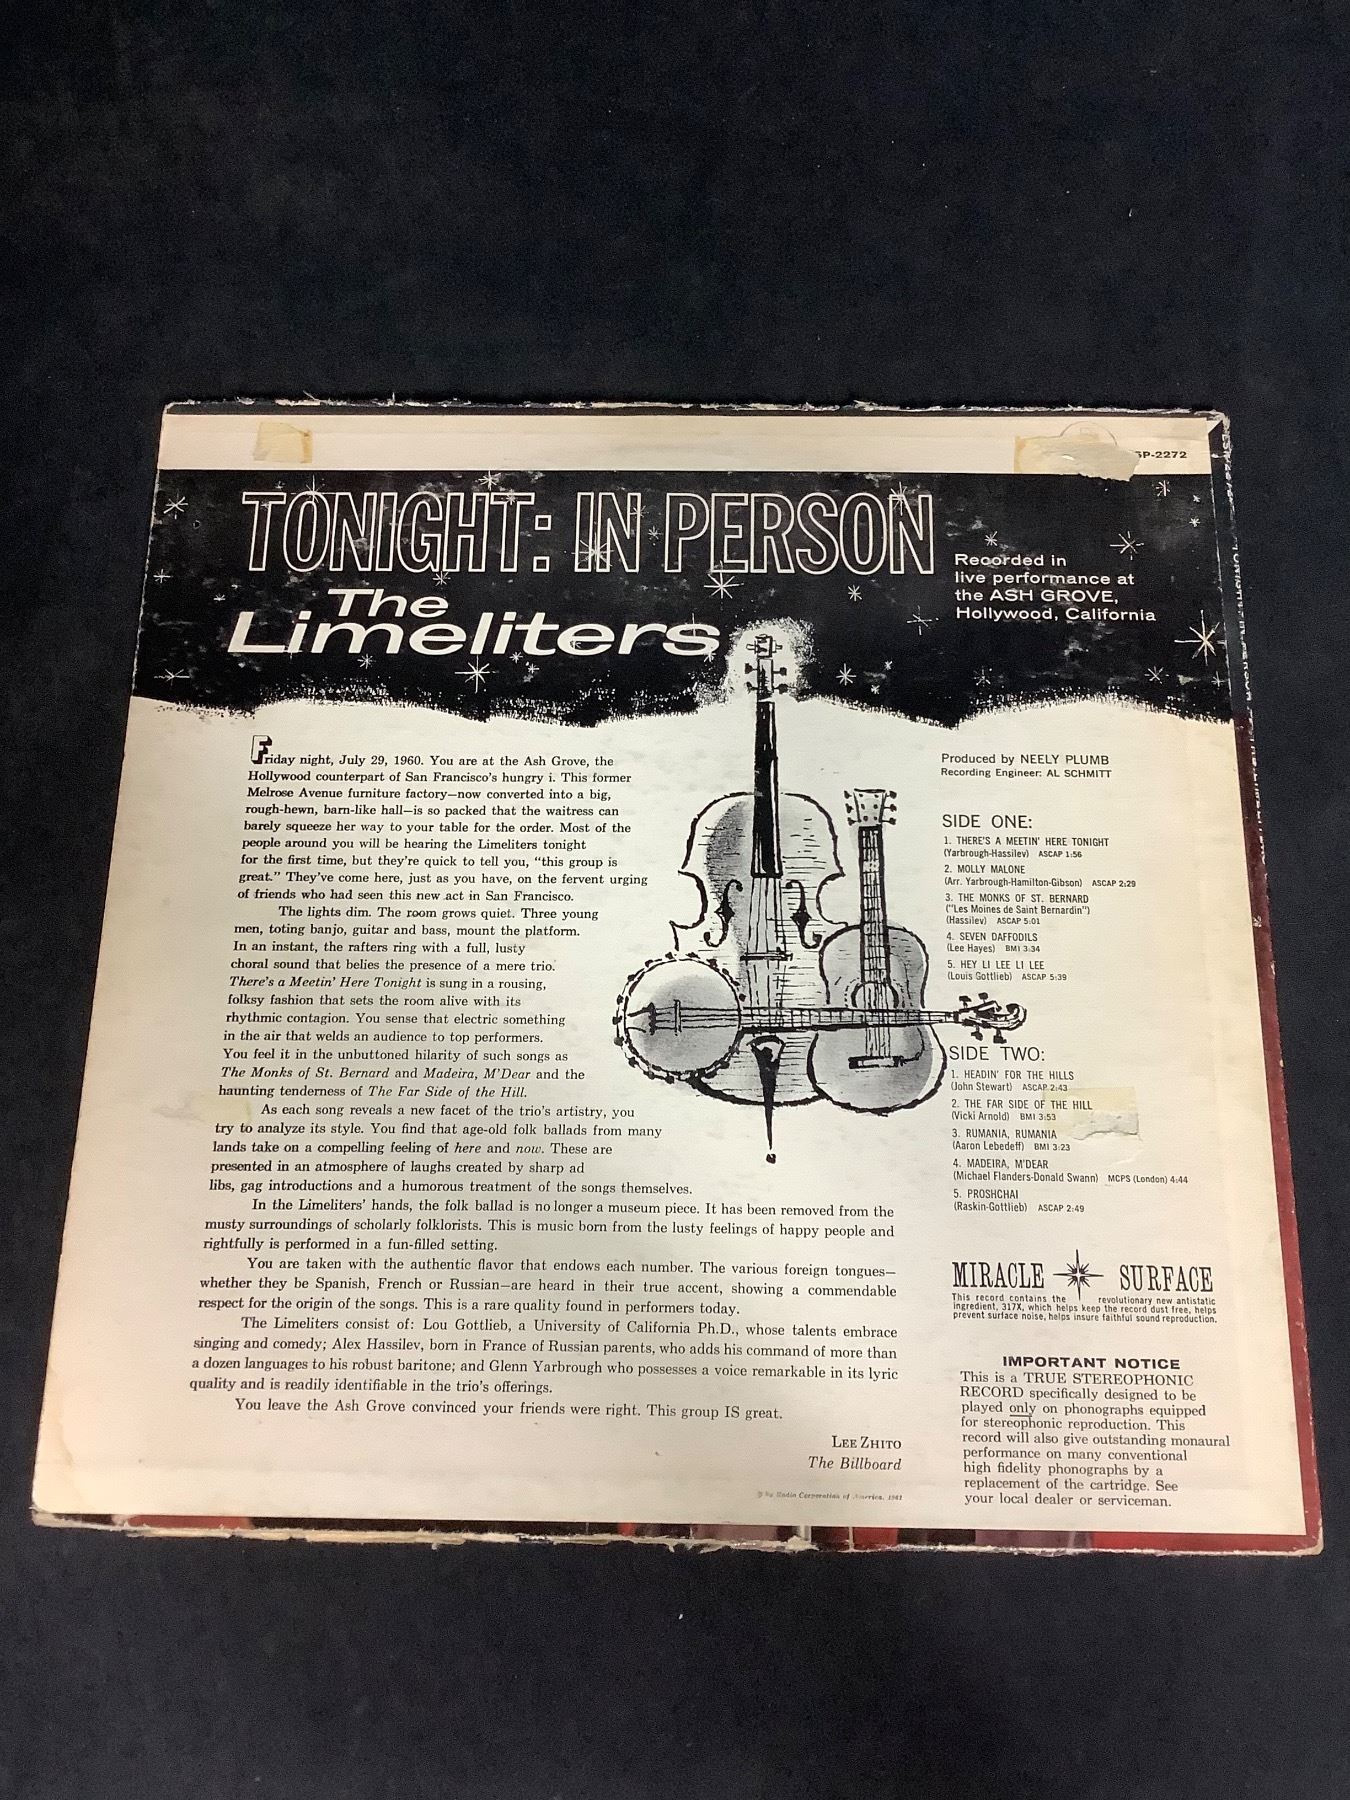 SP-2272
TONIGHT: IN PERSON
The
Limeliters
Recorded in
live performance at
the ASH GROVE,
Hollywood, California
Friday night, July 29, 1960. You are at the Ash Grove, the
Hollywood counterpart of San Francisco's hungry i. This former
Melrose Avenue furniture factory—now converted into a big,
rough-hewn, barn-like hall—is so packed that the waitress can
barely squeeze her way to your table for the order. Most of the
people around you will be hearing the Limeliters tonight
for the first time, but they're quick to tell you, "this group is
great." They've come here, just as you have, on the fervent urging
of friends who had seen this new act in San Francisco.
The lights dim. The room grows quiet. Three young
men, toting banjo, guitar and bass, mount the platform.
In an instant, the rafters ring with a full, lusty
choral sound that belies the presence of a mere trio.
There's a Meetin' Here Tonight is sung in a rousing,
folksy fashion that sets the room alive with its
rhythmic contagion. You sense that electric something
in the air that welds an audience to top performers.
You feel it in the unbuttoned hilarity of such songs as
The Monks of St. Bernard and Madeira, M'Dear and the
haunting tenderness of The Far Side of the Hill.
As each song reveals a new facet of the trio's artistry, you
try to analyze its style. You find that age-old folk ballads from many
lands take on a compelling feeling of here and now. These are
presented in an atmosphere of laughs created by sharp ad
libs, gag introductions and a humorous treatment of the songs themselves.
In the Limeliters' hands, the folk ballad is no longer a museum piece. It has been removed from the
musty surroundings of scholarly folklorists. This is music born from the lusty feelings of happy people and
rightfully is performed in a fun-filled setting.
You are taken with the authentic flavor that endows each number. The various foreign tongues—
whether they be Spanish, French or Russian—are heard in their true accent, showing a commendable
respect for the origin of the songs. This is a rare quality found in performers today.
The Limeliters consist of: Lou Gottlieb, a University of California Ph.D., whose talents embrace
singing and comedy; Alex Hassilev, born in France of Russian parents, who adds his command of more than
a dozen languages to his robust baritone; and Glenn Yarbrough who possesses a voice remarkable in its lyric
quality and is readily identifiable in the trio's offerings.
You leave the Ash Grove convinced your friends were right. This group IS great.
LEE ZHITO
The Billboard
by Radio Corporation of America, 1961
Produced by NEELY PLUMB
Recording Engineer: AL SCHMITT
SIDE ONE:
1. THERE'S A MEETIN' HERE TONIGHT
(Yarbrough-Hassilev) ASCAP 1:56
2. MOLLY MALONE
(Arr. Yarbrough-Hamilton-Gibson) ASCAP 2:29
3. THE MONKS OF ST. BERNARD
("Les Moines de Saint Bernardin")
(Hassilev) ASCAP 5:01
4. SEVEN DAFFODILS
(Lee Hayes) BMI 3:34
5. HEY LI LEE LI LEE
(Louis Gottlieb) ASCAP 5:39
SIDE TWO:
1. HEADIN' FOR THE HILLS
(John Stewart) ASCAP 2:43
2. THE FAR SIDE OF THE HILL
(Vicki Arnold) BMI 3:53
3. RUMANIA, RUMANIA
(Aaron Lebedeff) BMI 3:23
4. MADEIRA, M'DEAR
(Michael Flanders-Donald Swann) MCPS (London) 4:44
5. PROSHCHAI
(Raskin-Gottlieb) ASCAP 2:49
MIRACLE SURFACE
This record contains the revolutionary new antistatic
ingredient, 317X, which helps keep the record dust free, helps
prevent surface noise, helps insure faithful sound reproduction.
IMPORTANT NOTICE
This is a TRUE STEREOPHONIC
RECORD specifically designed to be
played only on phonographs equipped
for stereophonic reproduction. This
record will also give outstanding monaural
performance on many conventional
high fidelity phonographs by a
replacement of the cartridge. See
your local dealer or serviceman.